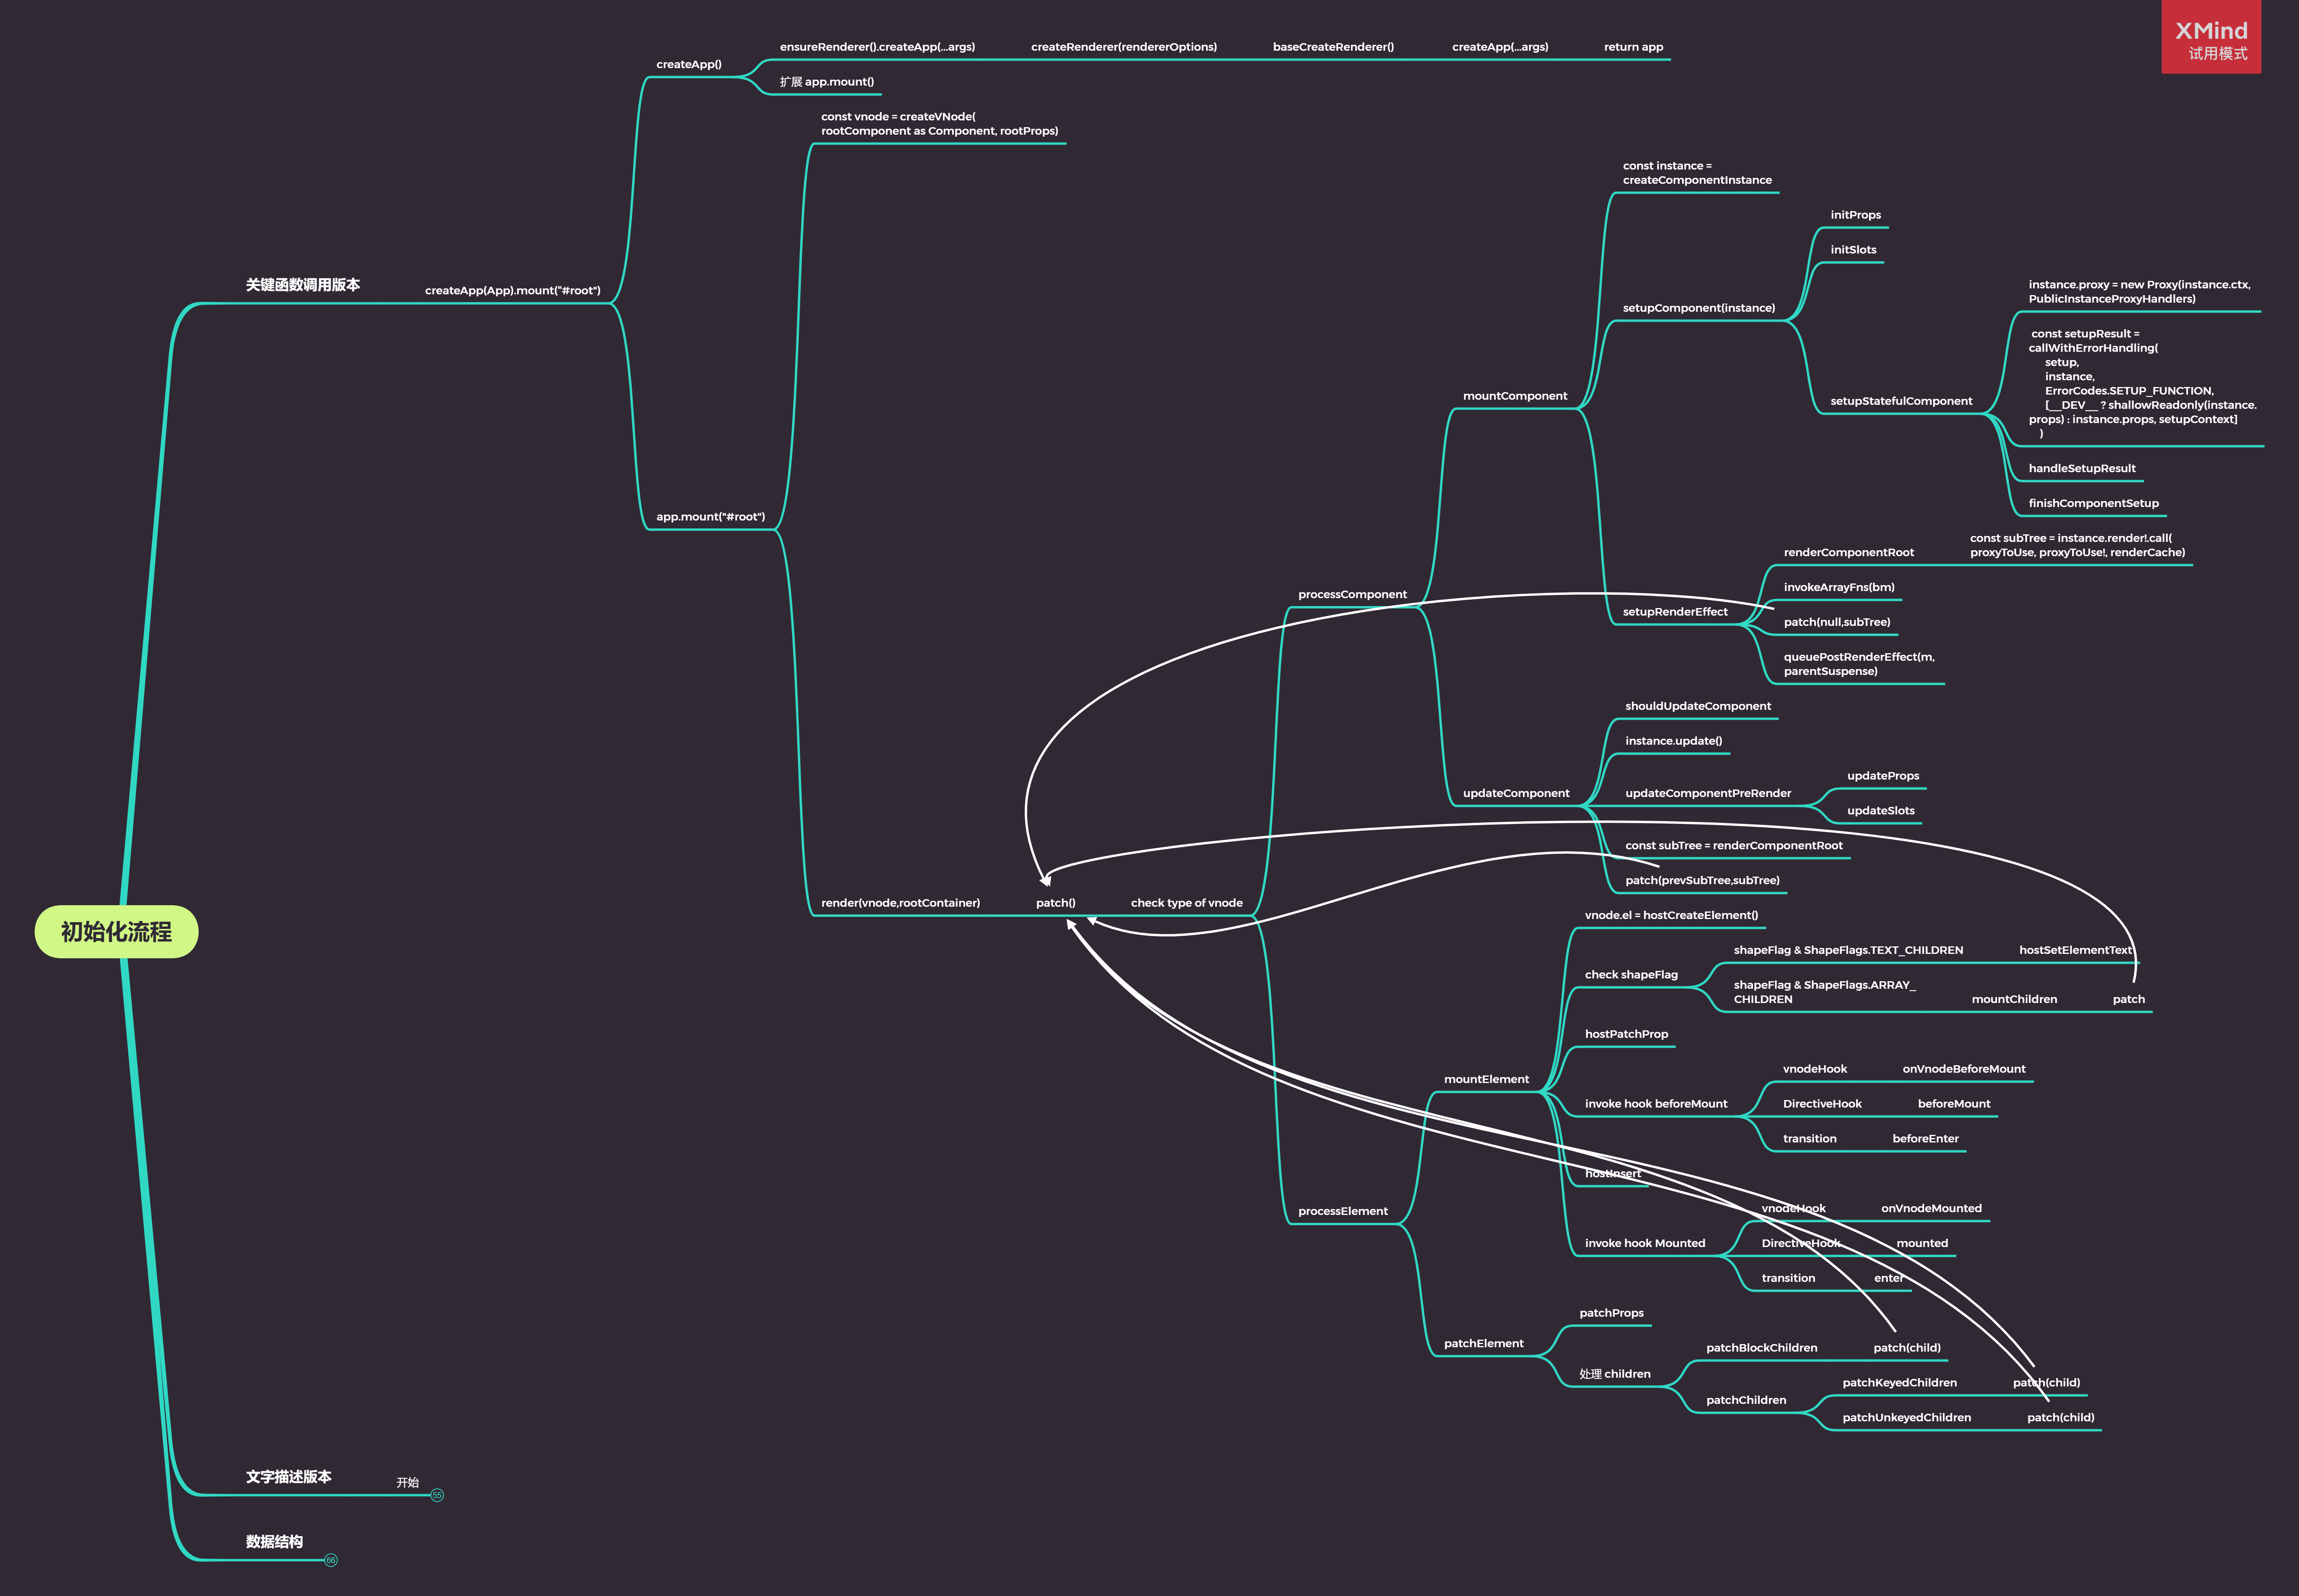 XMind
试用模式
ensureRenderer().createApp(...args)
createRenderer(rendererOptions)
baseCreateRenderer()
createApp(...args)
return app
createApp()
扩展 app.mount()
const vnode = createVNode(
rootComponent as Component, rootProps)
const instance =
createComponentInstance
initProps
initSlots
关键函数调用版本
createApp(App).mount("#root")
instance.proxy = new Proxy(instance.ctx,
PublicInstanceProxyHandlers)
setupComponent(instance)
const setupResult =
callWithErrorHandling(
setup,
instance,
ErrorCodes.SETUP_FUNCTION,
[__DEV__ ? shallowReadonly(instance.
props) : instance.props, setupContext]
)
mountComponent
setupStatefulComponent
handleSetupResult
finishComponentSetup
app.mount("#root")
renderComponentRoot
const subTree = instance.render!.call(
proxyToUse, proxyToUse!, renderCache)
invokeArrayFns(bm)
processComponent
setupRenderEffect
patch(null,subTree)
queuePostRenderEffect(m,
parentSuspense)
shouldUpdateComponent
instance.update()
updateProps
updateComponent
updateComponentPreRender
updateSlots
const subTree = renderComponentRoot
patch(prevSubTree,subTree)
render(vnode,rootContainer)
patch()
check type of vnode
vnode.el = hostCreateElement()
初始化流程
shapeFlag & ShapeFlags.TEXT_CHILDREN
hostSetElementText
check shapeFlag
shapeFlag & ShapeFlags.ARRAY_
CHILDREN
mountChildren
patch
hostPatchProp
vnodeHook
onVnodeBeforeMount
mountElement
invoke hook beforeMount
DirectiveHook
beforeMount
transition
beforeEnter
hostInsert
processElement
vnodeHook
onVnodeMounted
invoke hook Mounted
DirectiveHook
mounted
transition
enter
patchProps
patchElement
patchBlockChildren
patch(child)
处理 children
patchKeyedChildren
patch(child)
patchChildren
patchUnkeyedChildren
patch(child)
文字描述版本
开始
55
数据结构
66